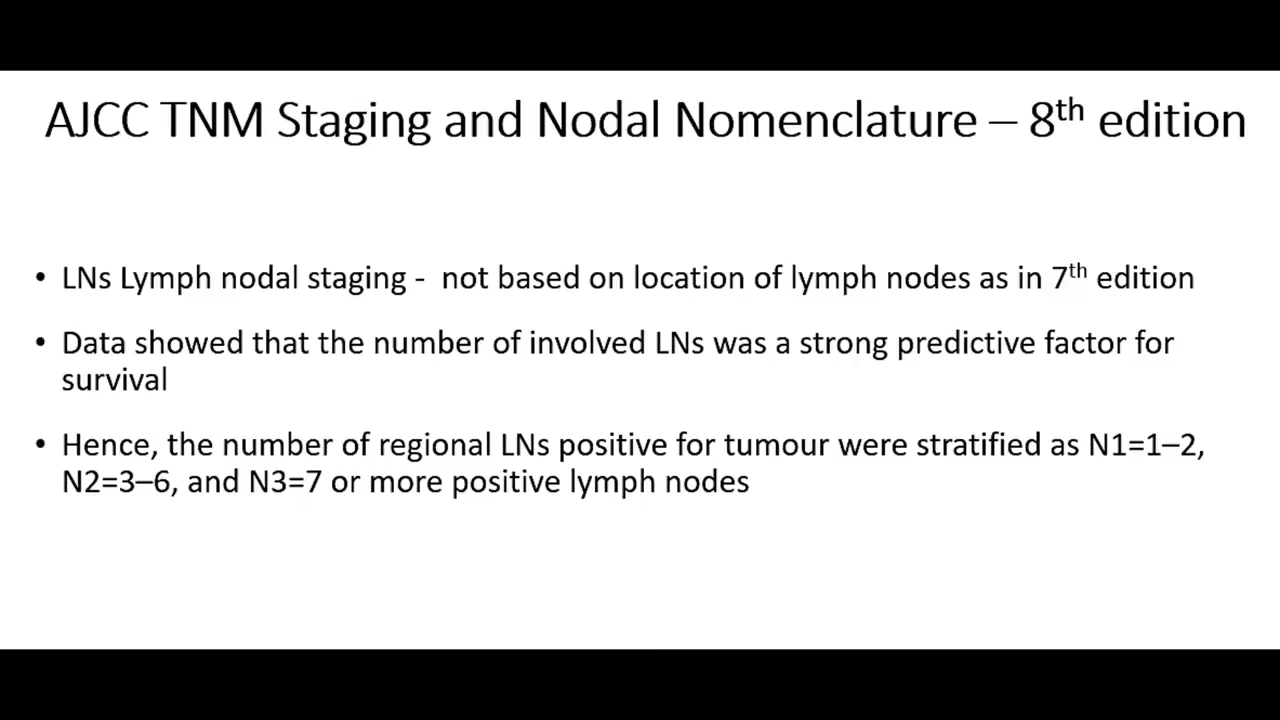 AJCC TNM Staging and Nodal Nomenclature – 8th edition
• LNs Lymph nodal staging - not based on location of lymph nodes as in 7th edition
• Data showed that the number of involved LNs was a strong predictive factor for
survival
• Hence, the number of regional LNs positive for tumour were stratified as N1=1–2,
N2=3–6, and N3=7 or more positive lymph nodes